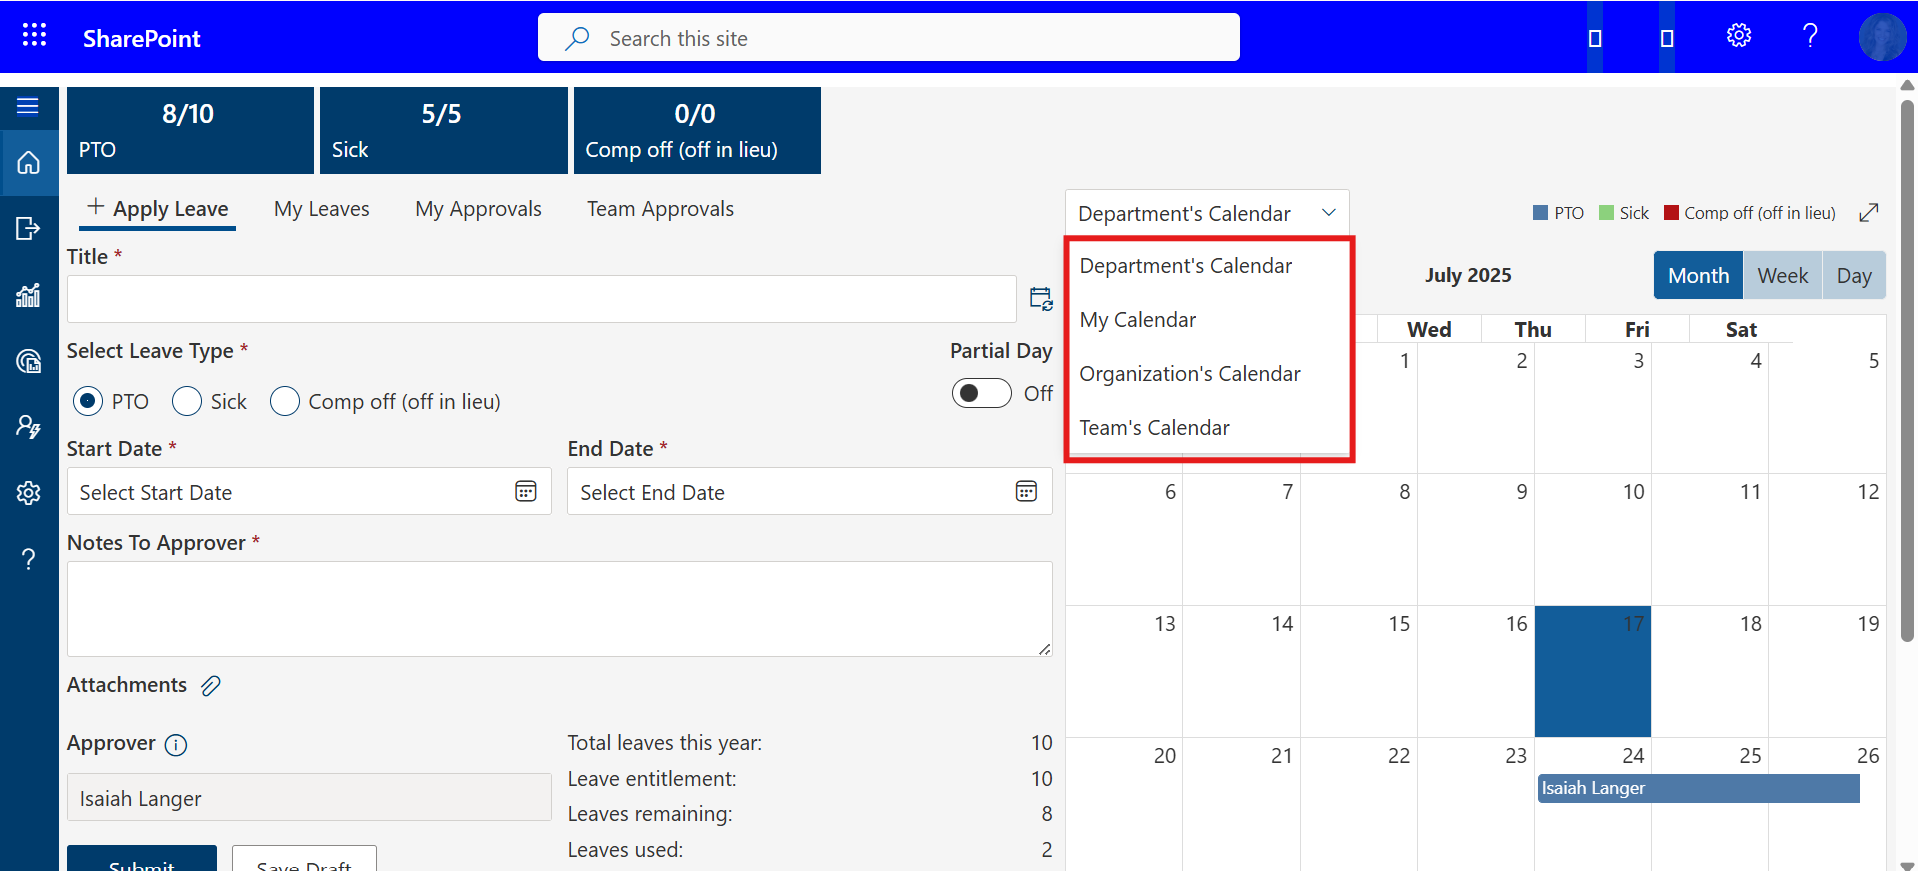 SharePoint
Search this site
8/10
PTO
5/5
Sick
0/0
Comp off (off in lieu)
Apply Leave
My Leaves
My Approvals
Team Approvals
Title *
Select Leave Type *
Partial Day
PTO
Sick
Comp off (off in lieu)
Off
Start Date *
End Date *
Select Start Date
Select End Date
Notes To Approver *
Attachments
Approver
Isaiah Langer
Total leaves this year: 10
Leave entitlement: 10
Leaves remaining: 8
Leaves used: 2
Submit
Save Draft
Department's Calendar
Department's Calendar
My Calendar
Organization's Calendar
Team's Calendar
PTO
Sick
Comp off (off in lieu)
July 2025
Month
Week
Day
Wed Thu Fri Sat
1 2 3 4 5
6 7 8 9 10 11 12
13 14 15 16 17 18 19
20 21 22 23 24 25 26
Isaiah Langer